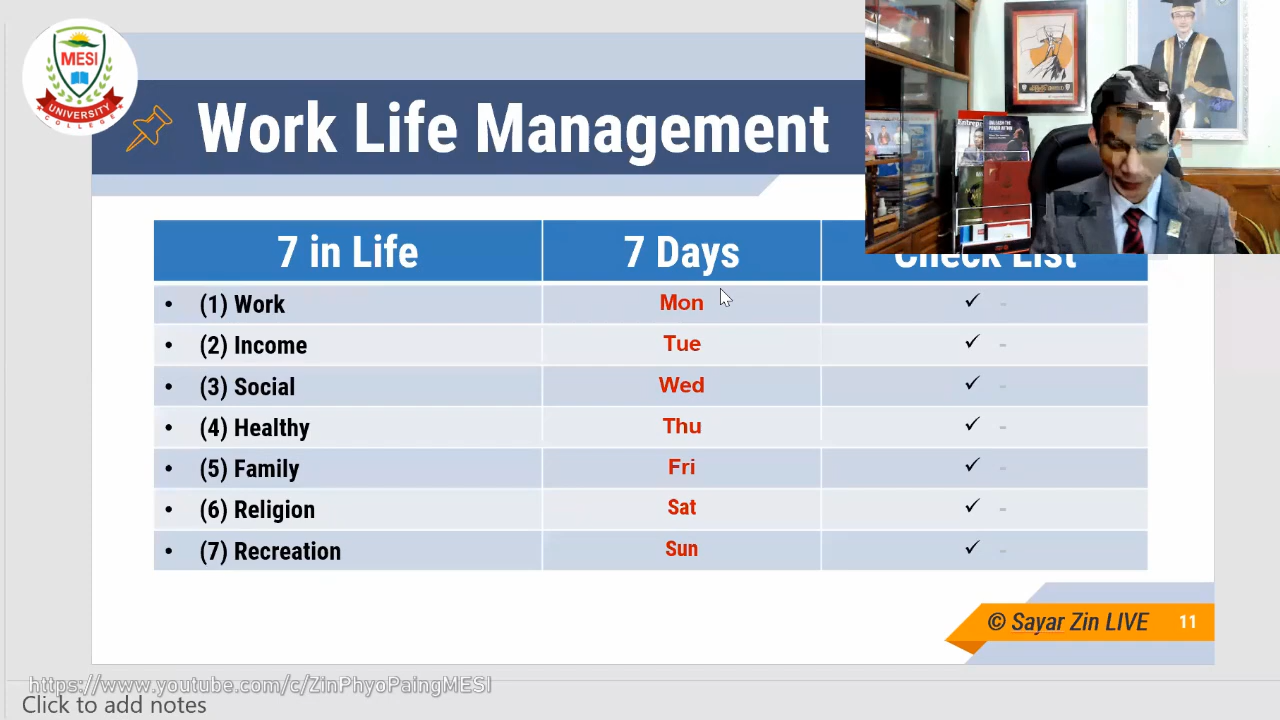 MESI
UNIVERSITY
COLLEGE
Work Life Management
7 in Life 7 Days Check List
• (1) Work Mon ✓ -
• (2) Income Tue ✓ -
• (3) Social Wed ✓ -
• (4) Healthy Thu ✓ -
• (5) Family Fri ✓ -
• (6) Religion Sat ✓ -
• (7) Recreation Sun ✓ -
© Sayar Zin LIVE 11
https://www.youtube.com/c/ZinPhyoPaingMESI
Click to add notes